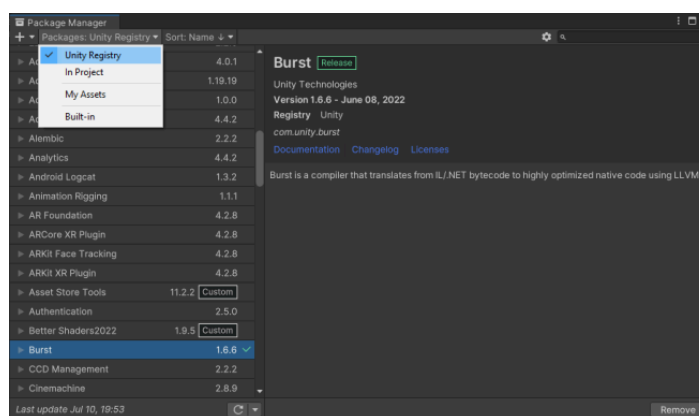 Package Manager
Packages: Unity Registry Sort: Name ↓
Unity Registry
In Project
My Assets
Built-in
4.0.1
1.19.19
1.0.0
4.4.2
Alembic 2.2.2
Analytics 4.4.2
Android Logcat 1.3.2
Animation Rigging 1.1.1
AR Foundation 4.2.8
ARCore XR Plugin 4.2.8
ARKit Face Tracking 4.2.8
ARKit XR Plugin 4.2.8
Asset Store Tools 11.2.2 Custom
Authentication 2.5.0
Better Shaders2022 1.9.5 Custom
Burst 1.6.6
CCD Management 2.2.2
Cinemachine 2.8.9
Last update Jul 10, 19:53
Burst Release
Unity Technologies
Version 1.6.6 - June 08, 2022
Registry Unity
com.unity.burst
Documentation Changelog Licenses
Burst is a compiler that translates from IL/.NET bytecode to highly optimized native code using LLVM
Remove